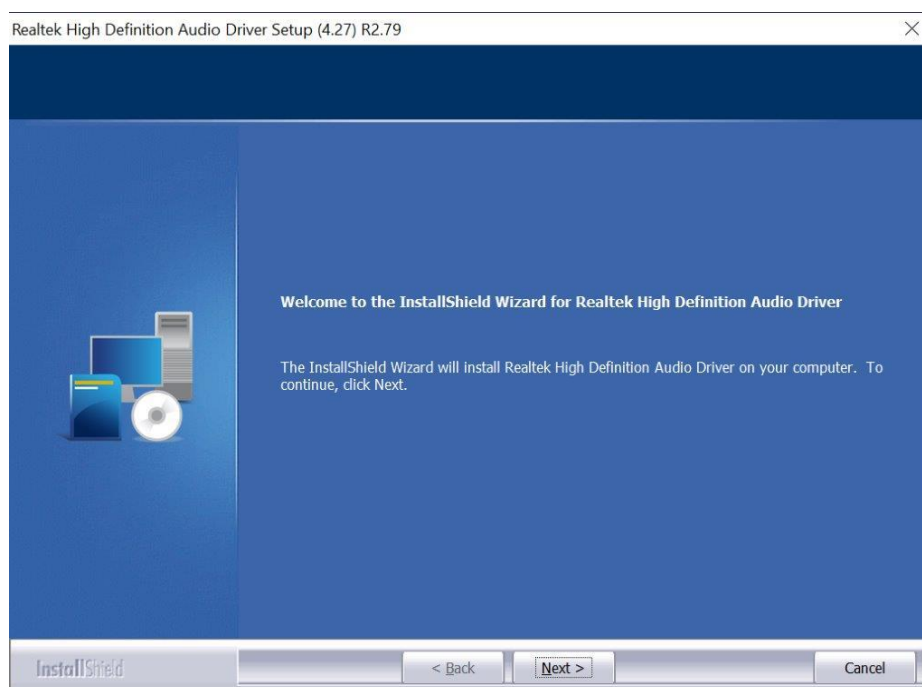 Realtek High Definition Audio Driver Setup (4.27) R2.79
Welcome to the InstallShield Wizard for Realtek High Definition Audio Driver
The InstallShield Wizard will install Realtek High Definition Audio Driver on your computer. To
continue, click Next.
InstallShield
< Back
Next >
Cancel